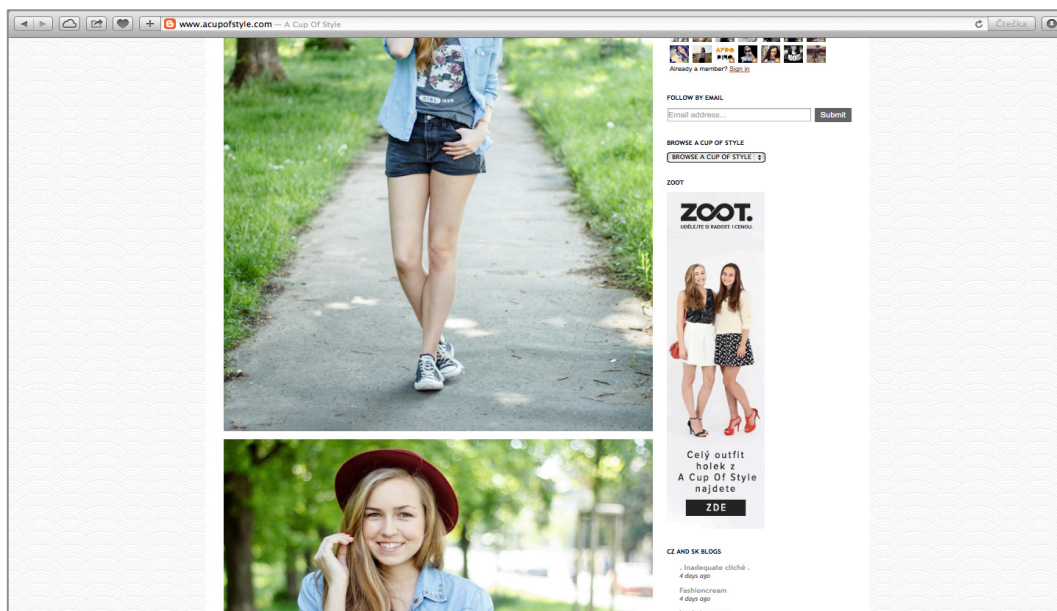 www.acupofstyle.com — A Cup Of Style
Čtečka
GIRL
AFRO
Already a member? Sign in
FOLLOW BY EMAIL
Email address...
Submit
BROWSE A CUP OF STYLE
BROWSE A CUP OF STYLE
ZOOT
ZOOT.
UDĚLEJTE SI RADOST. I CENOU.
Celý outfit
holek z
A Cup Of Style
najdete
ZDE
CZ AND SK BLOGS
. Inadequate cliché .
4 days ago
Fashioncream
4 days ago